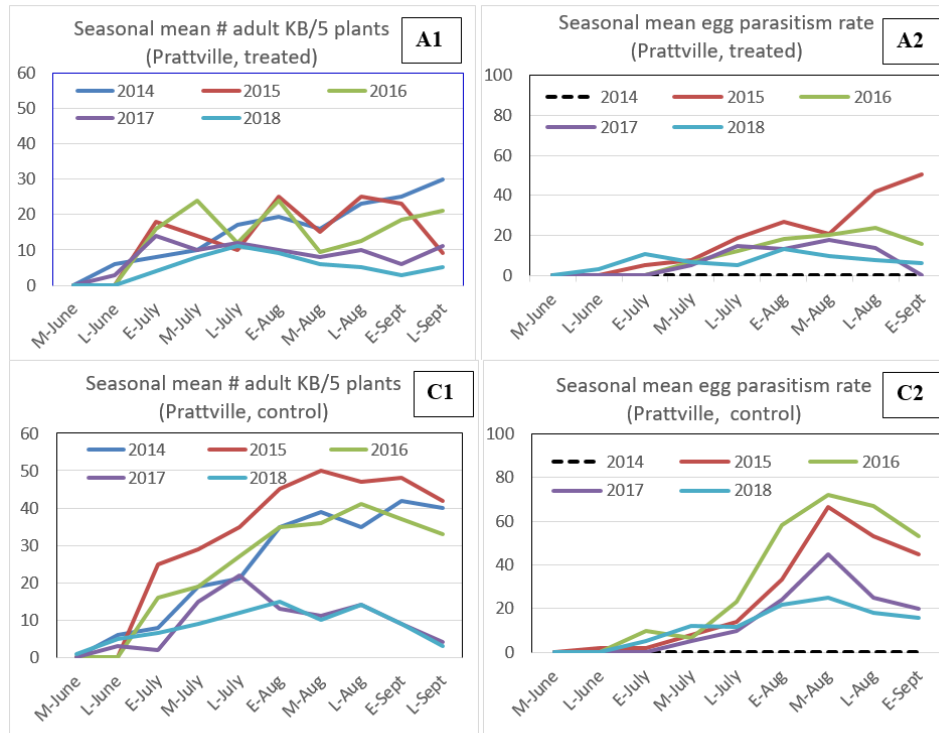 Seasonal mean # adult KB/5 plants
(Prattville, treated)
A1
60
50
40
30
20
10
0
2014
2015
2016
2017
2018
M-June
L-June
E-July
M-July
L-July
E-Aug
M-Aug
L-Aug
E-Sept
L-Sept
Seasonal mean egg parasitism rate
(Prattville, treated)
A2
100
80
60
40
20
0
2014
2015
2016
2017
2018
M-June
L-June
E-July
M-July
L-July
E-Aug
M-Aug
L-Aug
E-Sept
Seasonal mean # adult KB/5 plants
(Prattville, control)
C1
60
50
40
30
20
10
0
2014
2015
2016
2017
2018
M-June
L-June
E-July
M-July
L-July
E-Aug
M-Aug
L-Aug
E-Sept
L-Sept
Seasonal mean egg parasitism rate
(Prattville, control)
C2
100
80
60
40
20
0
2014
2015
2016
2017
2018
M-June
L-June
E-July
M-July
L-July
E-Aug
M-Aug
L-Aug
E-Sept